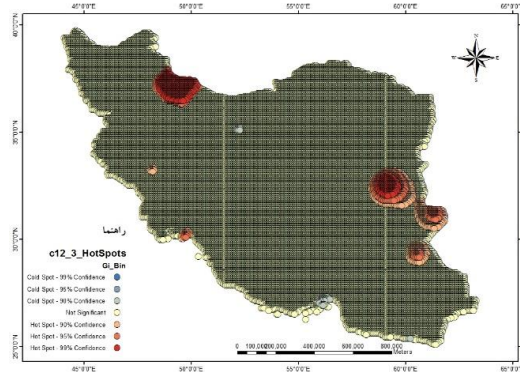 45°0'0"E 50°0'0"E 55°0'0"E 60°0'0"E 65°0'0"E
40°0'0"N
35°0'0"N
30°0'0"N
25°0'0"N
N
W E
S
راهنما
c12_3_HotSpots
Gi_Bin
Cold Spot - 99% Confidence
Cold Spot - 95% Confidence
Cold Spot - 90% Confidence
Not Significant
Hot Spot - 90% Confidence
Hot Spot - 95% Confidence
Hot Spot - 99% Confidence
0 100,000 200,000 400,000 600,000 800,000
Meters
45°0'0"E 50°0'0"E 55°0'0"E 60°0'0"E 65°0'0"E